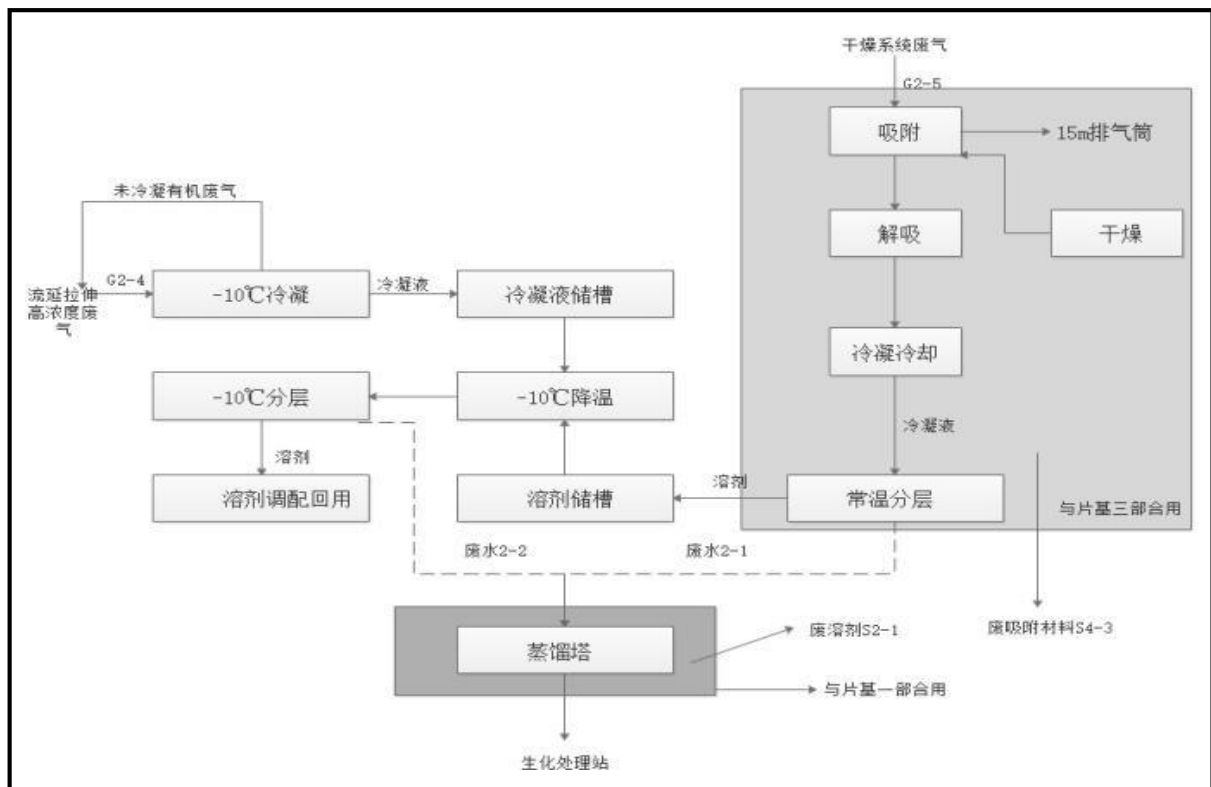 干燥系统废气
G2-5
吸附
15m排气筒
未冷凝有机废气
解吸
干燥
G2-4
流延拉伸
高浓度废
气
-10℃冷凝
冷凝液
冷凝液储槽
冷凝冷却
-10℃分层
-10℃降温
冷凝液
溶剂
溶剂
溶剂调配回用
溶剂储槽
常温分层
与片基三部合用
废水2-2
废水2-1
废溶剂S2-1
废吸附材料S4-3
蒸馏塔
与片基一部合用
生化处理站